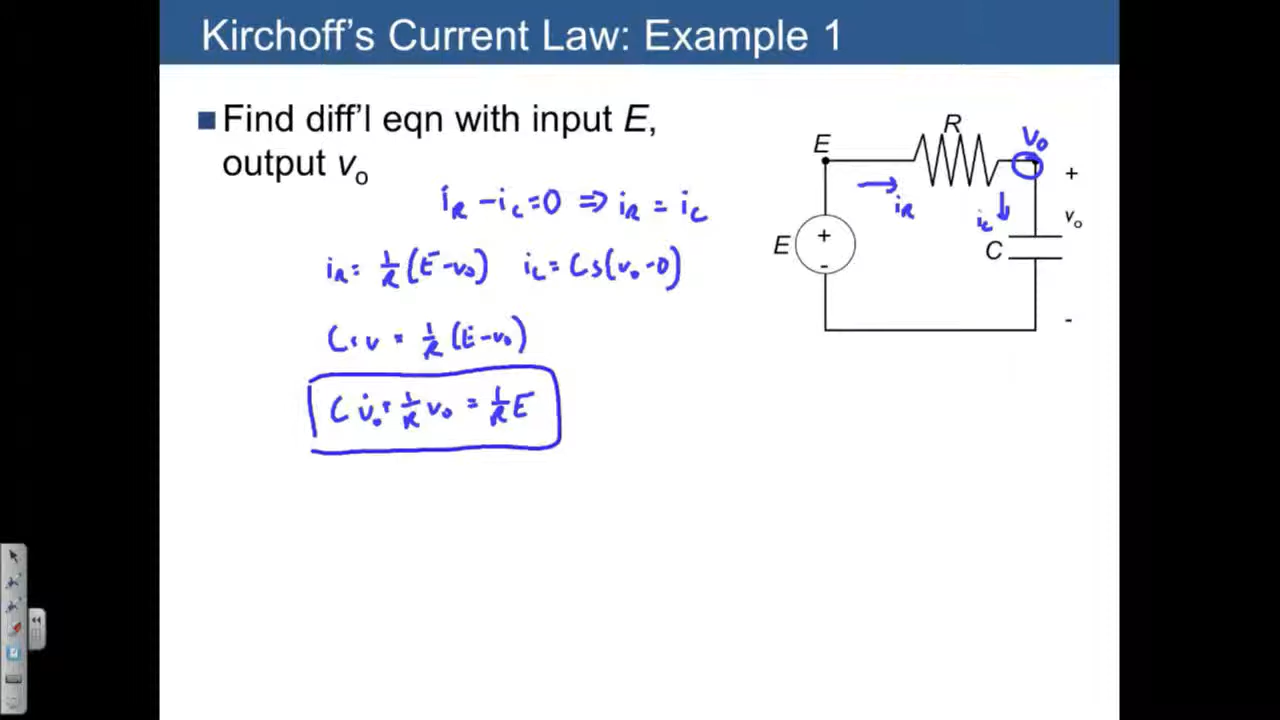 Kirchoff's Current Law: Example 1
Find diff'l eqn with input E,
output vo
iR - ic = 0 ⇒ iR = ic
iR = 1/R (E - vo) ic = Cs(vo - 0)
Csv = 1/R (E - vo)
C v̇o + 1/R vo = 1/R E
R
vo
E
+
iR
ic
vo
E
+
-
C
-